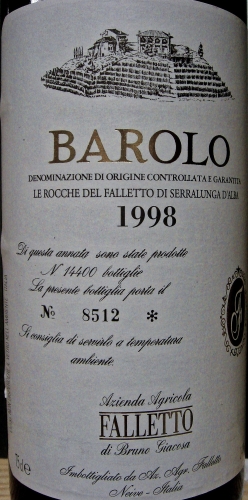 BAROLO
DENOMINAZIONE DI ORIGINE CONTROLLATA E GARANTITA
LE ROCCHE DEL FALLETTO DI SERRALUNGA D'ALBA
1998
Di questa annata sono state prodotte
N° 14400 bottiglie
La presente bottiglia porta il
№ 8512 *
Si consiglia di servirlo a temperatura
ambiente.
Azienda Agricola
FALLETTO
di Bruno Giacosa
75cl e
Imbottigliato da Az. Agr. Falletto
Neive - Italia